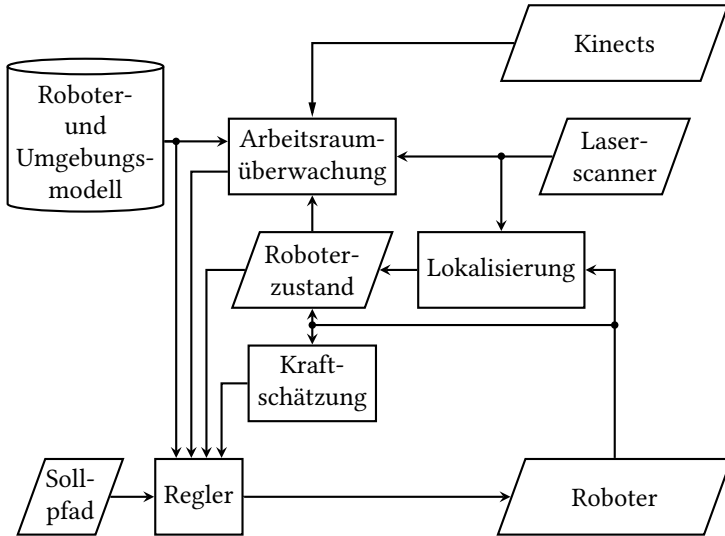 Kinects
Roboter-
und
Umgebungs-
modell
Arbeitsraum-
überwachung
Laser-
scanner
Roboter-
zustand
Lokalisierung
Kraft-
schätzung
Soll-
pfad
Regler
Roboter